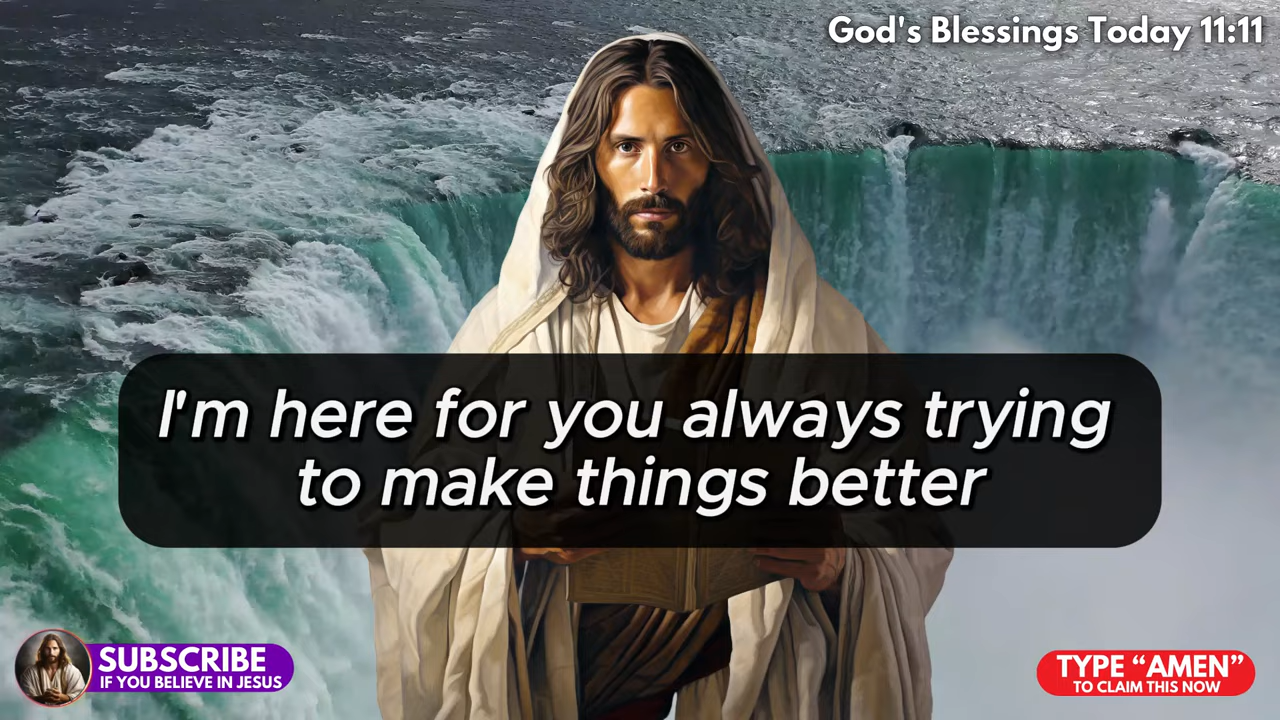 God's Blessings Today 11:11
I'm here for you always trying
to make things better
SUBSCRIBE
IF YOU BELIEVE IN JESUS
TYPE “AMEN”
TO CLAIM THIS NOW